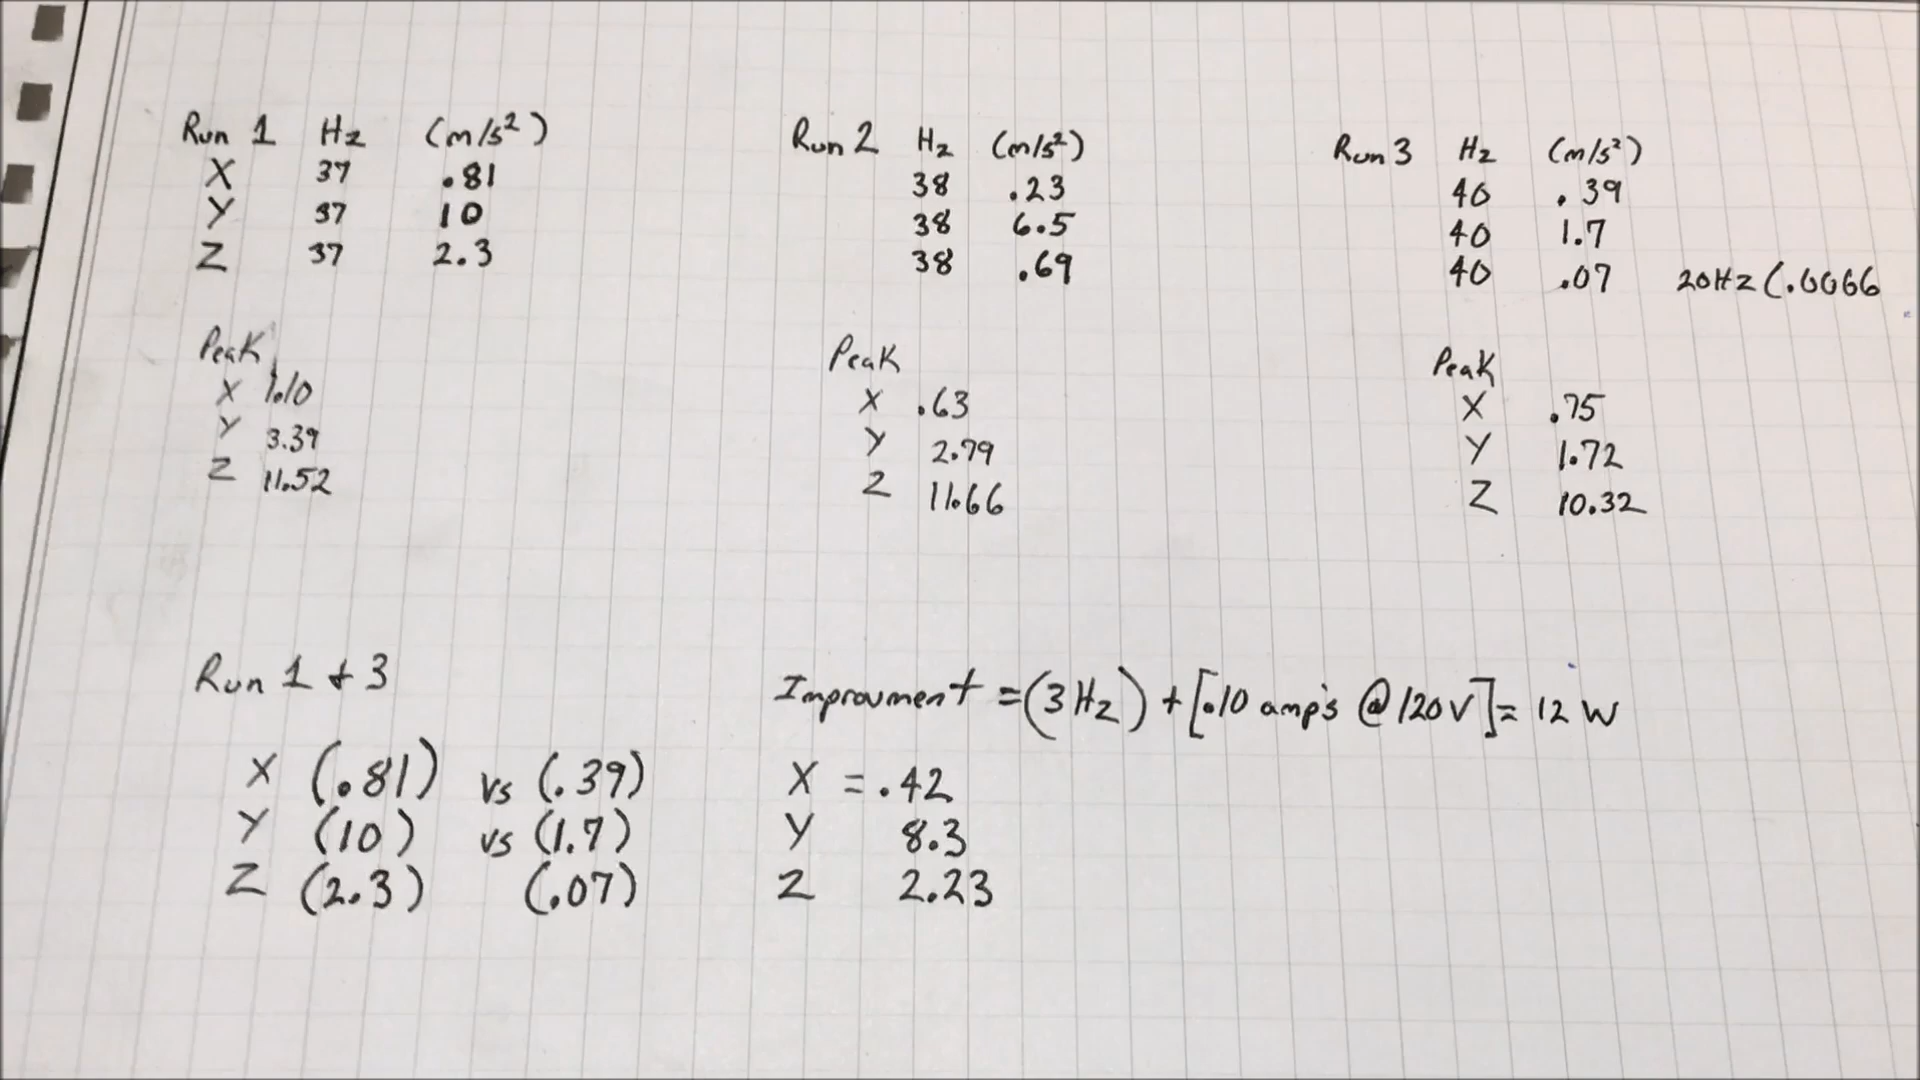 Run 1 Hz (m/s²)
X 37 .81
Y 37 10
Z 37 2.3
Peak
X 1.10
Y 3.39
Z 11.52
Run 2 Hz (m/s²)
38 .23
38 6.5
38 .69
Peak
X .63
Y 2.79
Z 11.66
Run 3 Hz (m/s²)
40 .39
40 1.7
40 .07 20Hz (.0066
Peak
X .75
Y 1.72
Z 10.32
Run 1 + 3
X (.81) vs (.39)
Y (10) vs (1.7)
Z (2.3) (.07)
Improvment = (3 Hz) + [.10 amp's @ 120V] = 12 W
X = .42
Y 8.3
Z 2.23